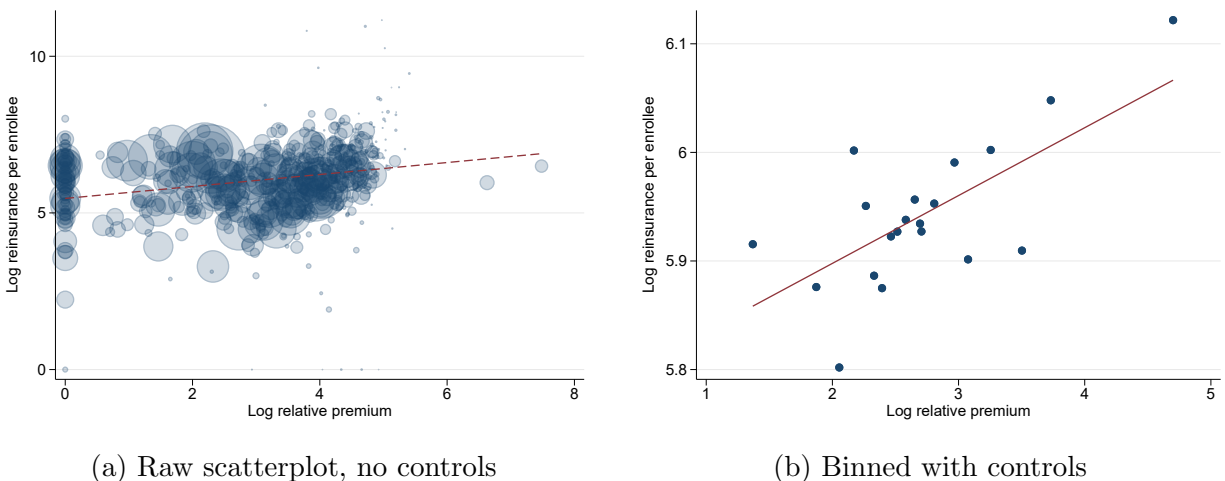 10
5
0
Log reinsurance per enrollee
0 2 4 6 8
Log relative premium
(a) Raw scatterplot, no controls
6.1
6
5.9
5.8
Log reinsurance per enrollee
1 2 3 4 5
Log relative premium
(b) Binned with controls